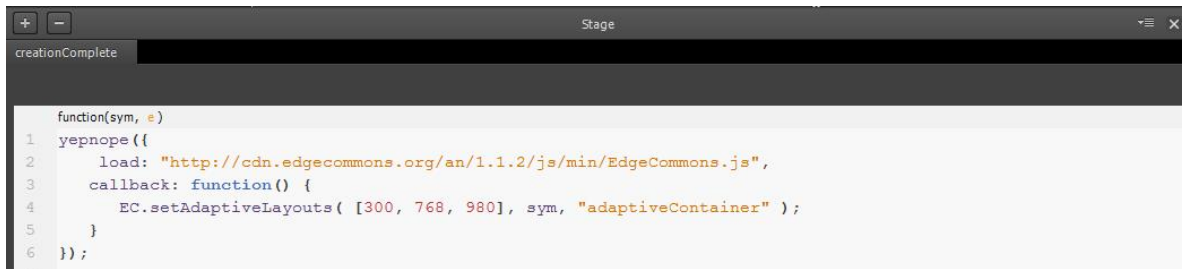 + - Stage
creationComplete
function(sym, e)
1 yepnope({
2 load: "http://cdn.edgecommons.org/an/1.1.2/js/min/EdgeCommons.js",
3 callback: function() {
4 EC.setAdaptiveLayouts( [300, 768, 980], sym, "adaptiveContainer" );
5 }
6 });